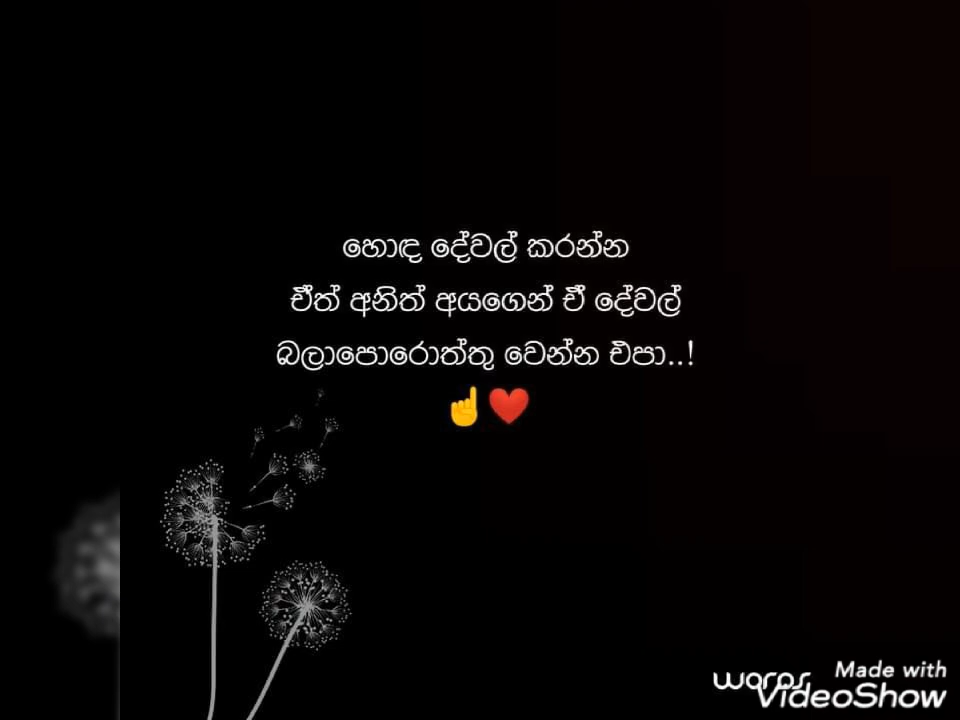 හොඳ දේවල් කරන්න
ඒත් අනිත් අයගෙන් ඒ දේවල්
බලාපොරොත්තු වෙන්න එපා..!
☝❤
Made with
VideoShow